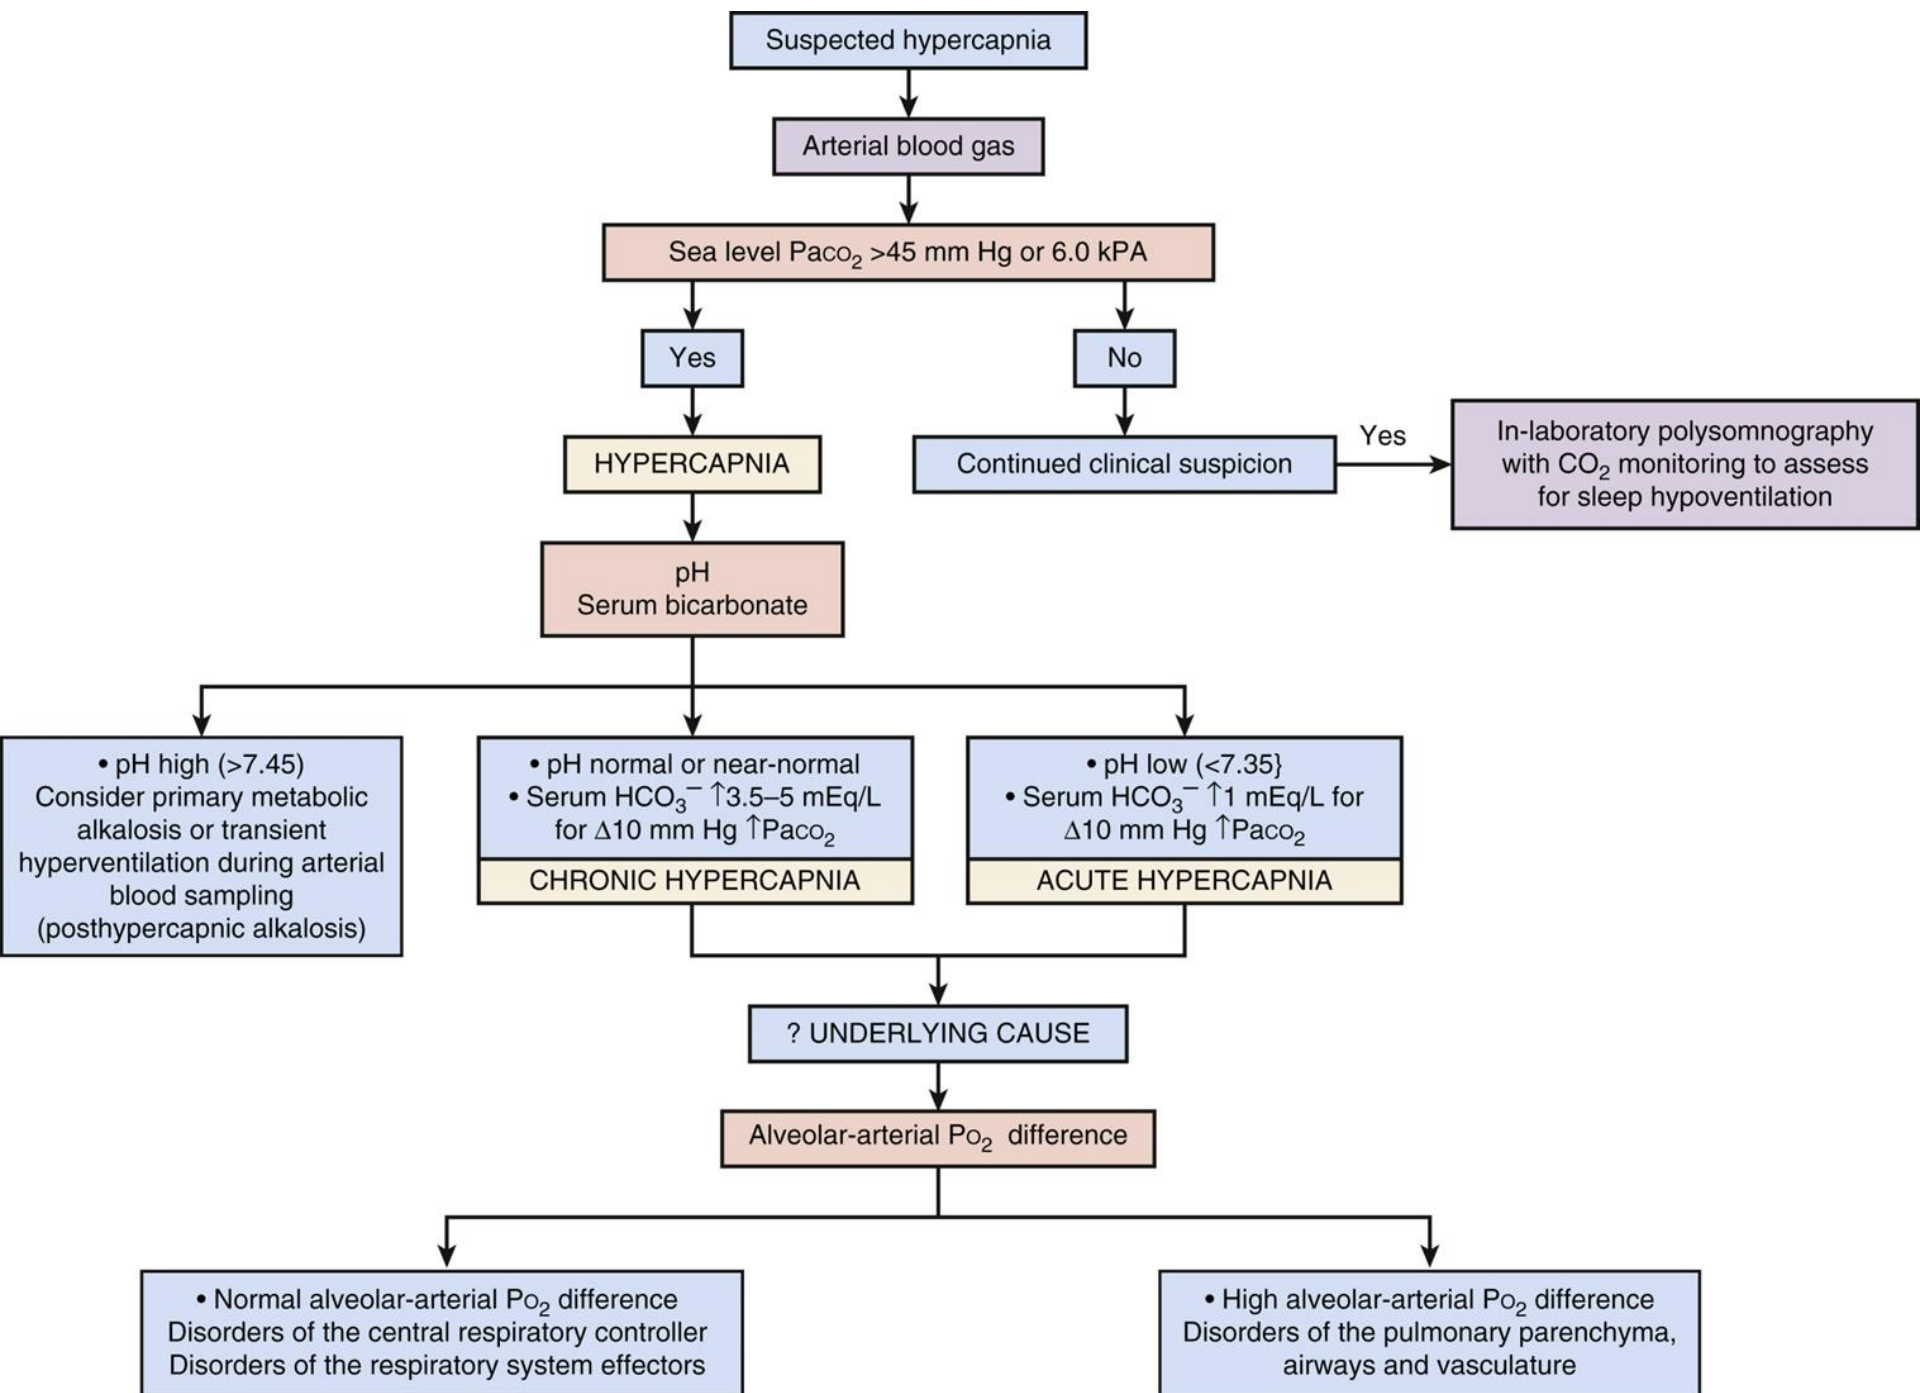 Suspected hypercapnia
Arterial blood gas
Sea level PaCO₂ >45 mm Hg or 6.0 kPA
Yes
No
HYPERCAPNIA
Continued clinical suspicion
Yes
In-laboratory polysomnography
with CO₂ monitoring to assess
for sleep hypoventilation
pH
Serum bicarbonate
• pH high (>7.45)
Consider primary metabolic
alkalosis or transient
hyperventilation during arterial
blood sampling
(posthypercapnic alkalosis)
• pH normal or near-normal
• Serum HCO₃⁻ ↑3.5–5 mEq/L
for Δ10 mm Hg ↑PaCO₂
CHRONIC HYPERCAPNIA
• pH low (<7.35}
• Serum HCO₃⁻ ↑1 mEq/L for
Δ10 mm Hg ↑PaCO₂
ACUTE HYPERCAPNIA
? UNDERLYING CAUSE
Alveolar-arterial PO₂ difference
• Normal alveolar-arterial PO₂ difference
Disorders of the central respiratory controller
Disorders of the respiratory system effectors
• High alveolar-arterial PO₂ difference
Disorders of the pulmonary parenchyma,
airways and vasculature